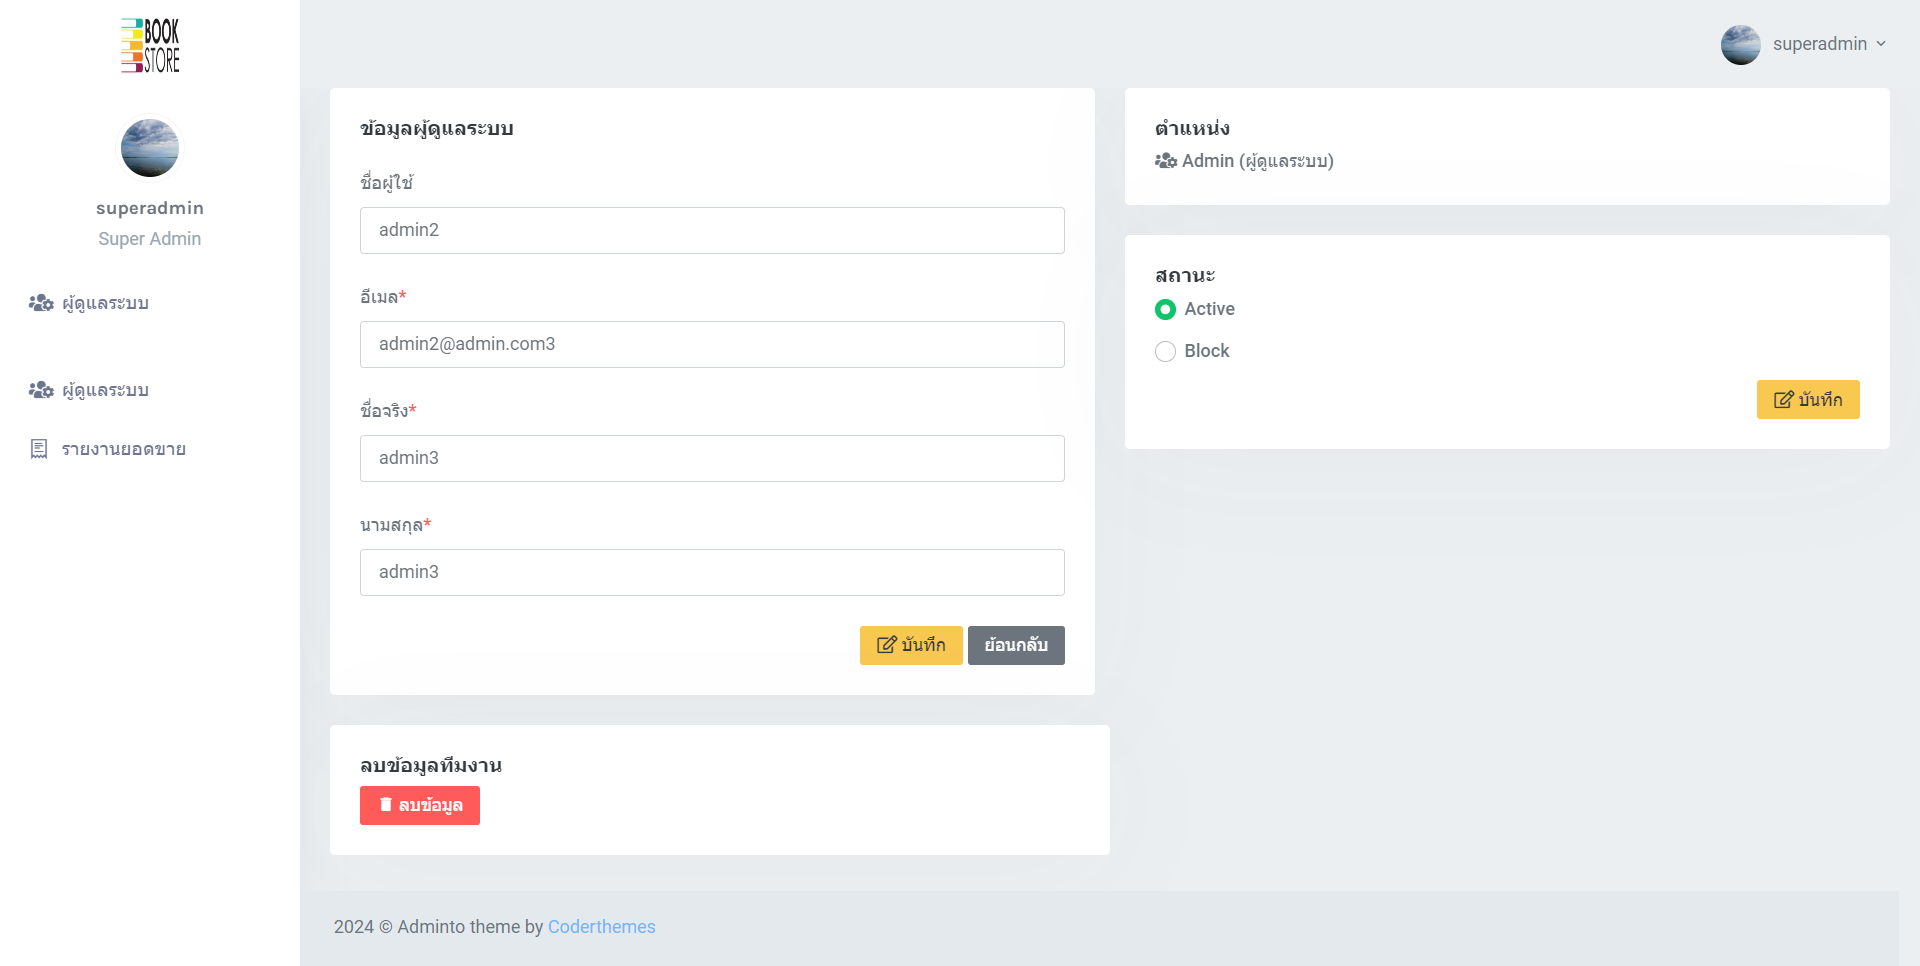 BOOK
STORE
superadmin
Super Admin
ผู้ดูแลระบบ
ผู้ดูแลระบบ
รายงานยอดขาย
superadmin
ข้อมูลผู้ดูแลระบบ
ชื่อผู้ใช้
admin2
อีเมล*
admin2@admin.com3
ชื่อจริง*
admin3
นามสกุล*
admin3
บันทึก ย้อนกลับ
ลบข้อมูลทีมงาน
ลบข้อมูล
ตำแหน่ง
Admin (ผู้ดูแลระบบ)
สถานะ
Active
Block
บันทึก
2024 © Adminto theme by Coderthemes